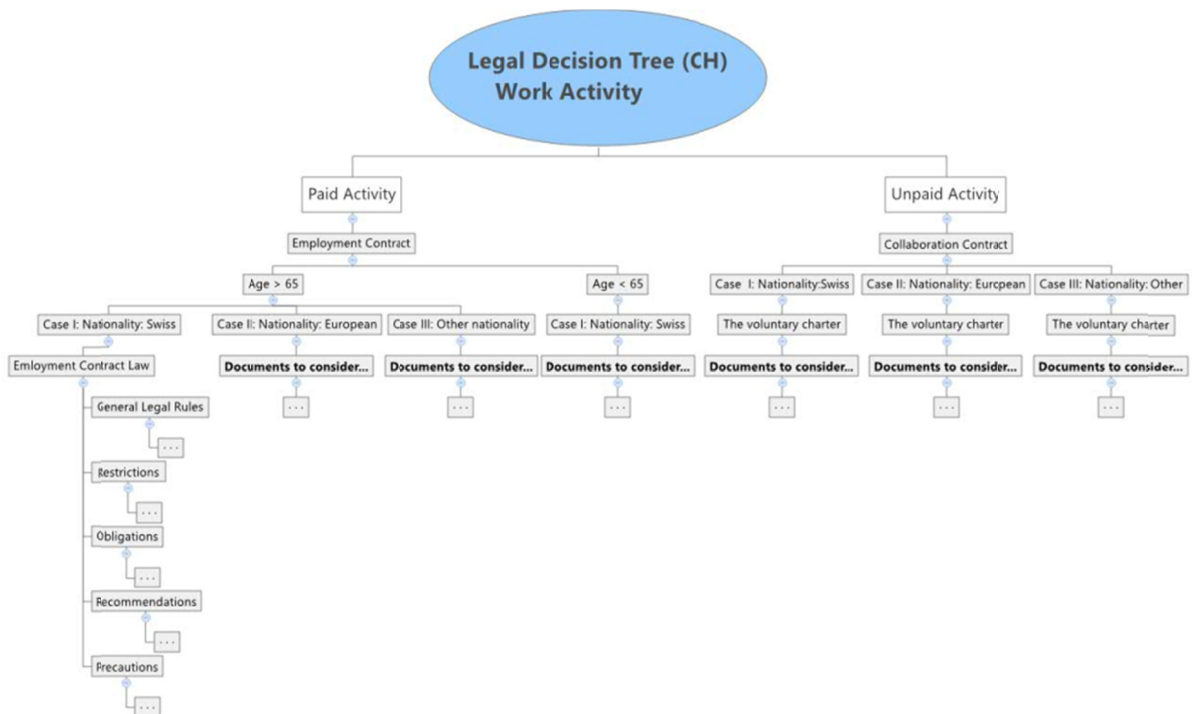 Legal Decision Tree (CH)
Work Activity
Paid Activity
Unpaid Activity
Employment Contract
Collaboration Contract
Age > 65
Age < 65
Case I: Nationality:Swiss
Case II: Nationality: European
Case III: Nationality: Other
Case I: Nationality: Swiss
Case II: Nationality: European
Case III: Other nationality
Case I: Nationality: Swiss
The voluntary charter
The voluntary charter
The voluntary charter
Emloyment Contract Law
Documents to consider...
Documents to consider...
Documents to consider...
Documents to consider...
Documents to consider...
Documents to consider...
General Legal Rules
...
...
...
...
...
...
...
Restrictions
...
Obligations
...
Recommendations
...
Precautions
...